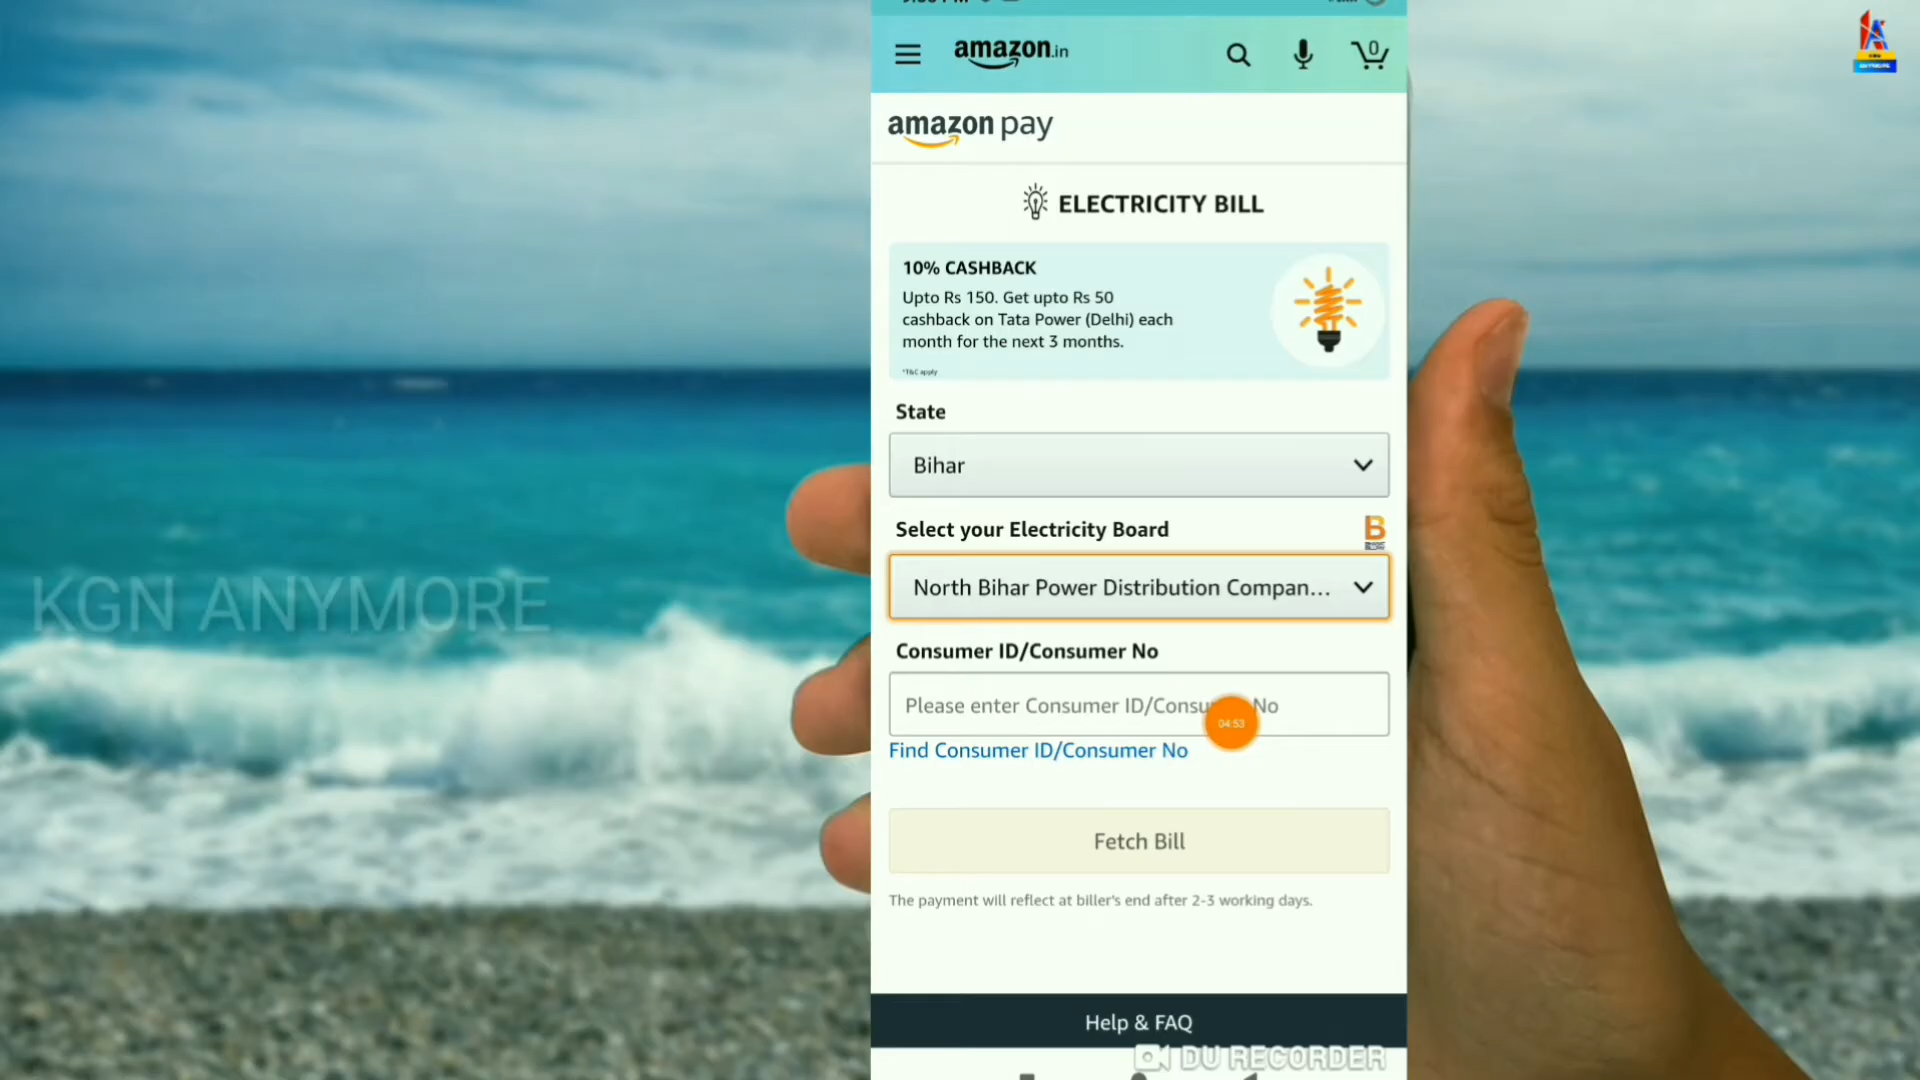 amazon.in
0
amazon pay
ELECTRICITY BILL
10% CASHBACK
Upto Rs 150. Get upto Rs 50
cashback on Tata Power (Delhi) each
month for the next 3 months.
*T&C apply
State
Bihar
Select your Electricity Board
B
North Bihar Power Distribution Compan...
Consumer ID/Consumer No
Please enter Consumer ID/Consu No
04:53
Find Consumer ID/Consumer No
Fetch Bill
The payment will reflect at biller's end after 2-3 working days.
Help & FAQ
DU RECORDER
KGN ANYMORE